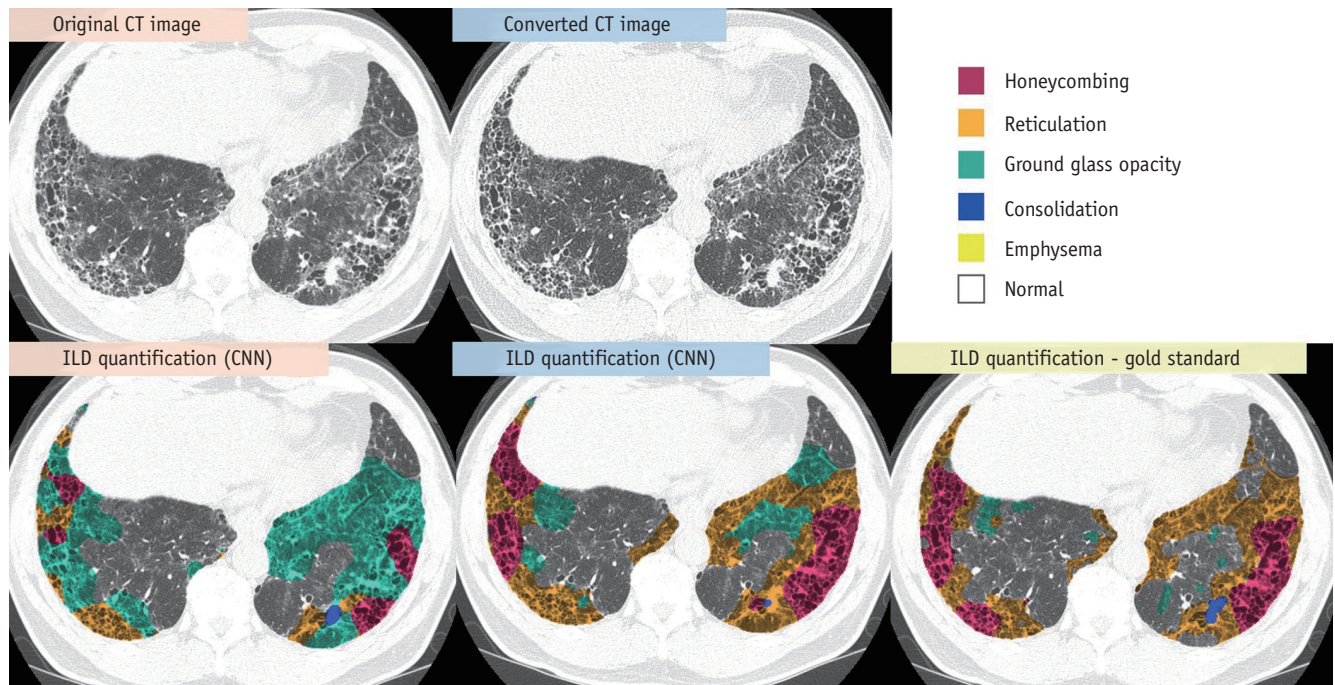 Original CT image
Converted CT image
Honeycombing
Reticulation
Ground glass opacity
Consolidation
Emphysema
Normal
ILD quantification (CNN)
ILD quantification (CNN)
ILD quantification - gold standard